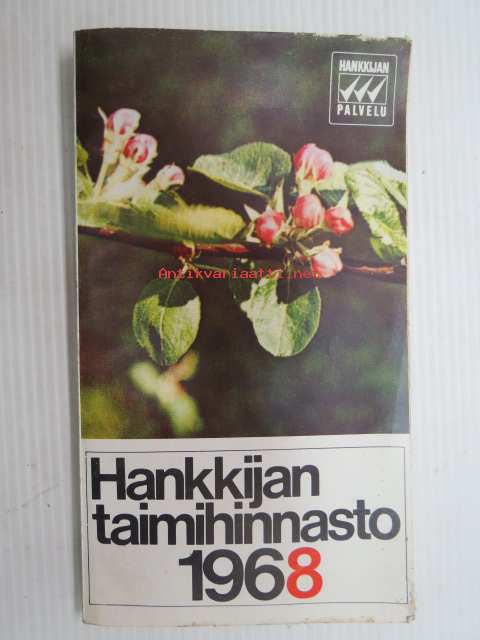 HANKKIJAN
PALVELU
Antikvariaatti.net
Hankkijan
taimihinnasto
1968